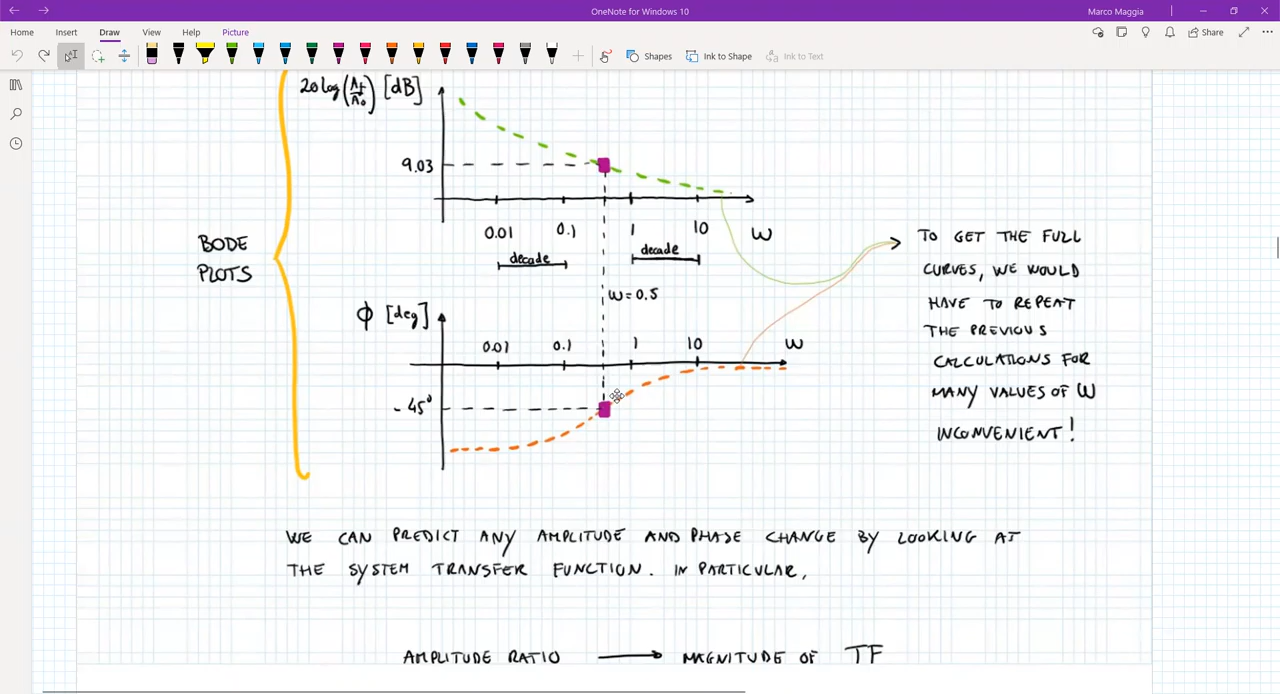 OneNote for Windows 10
Marco Maggia
Home Insert Draw View Help Picture
Share
Shapes Ink to Shape Ink to Text
20log(Af/A0) [dB]
9.03
0.01 0.1 1 10 ω
decade decade
ω=0.5
BODE
PLOTS
TO GET THE FULL
CURVES, WE WOULD
HAVE TO REPEAT
THE PREVIOUS
CALCULATIONS FOR
MANY VALUES OF ω
INCONVENIENT!
ϕ [deg]
0.01 0.1 1 10 ω
-45°
WE CAN PREDICT ANY AMPLITUDE AND PHASE CHANGE BY LOOKING AT
THE SYSTEM TRANSFER FUNCTION. IN PARTICULAR,
AMPLITUDE RATIO → MAGNITUDE OF TF